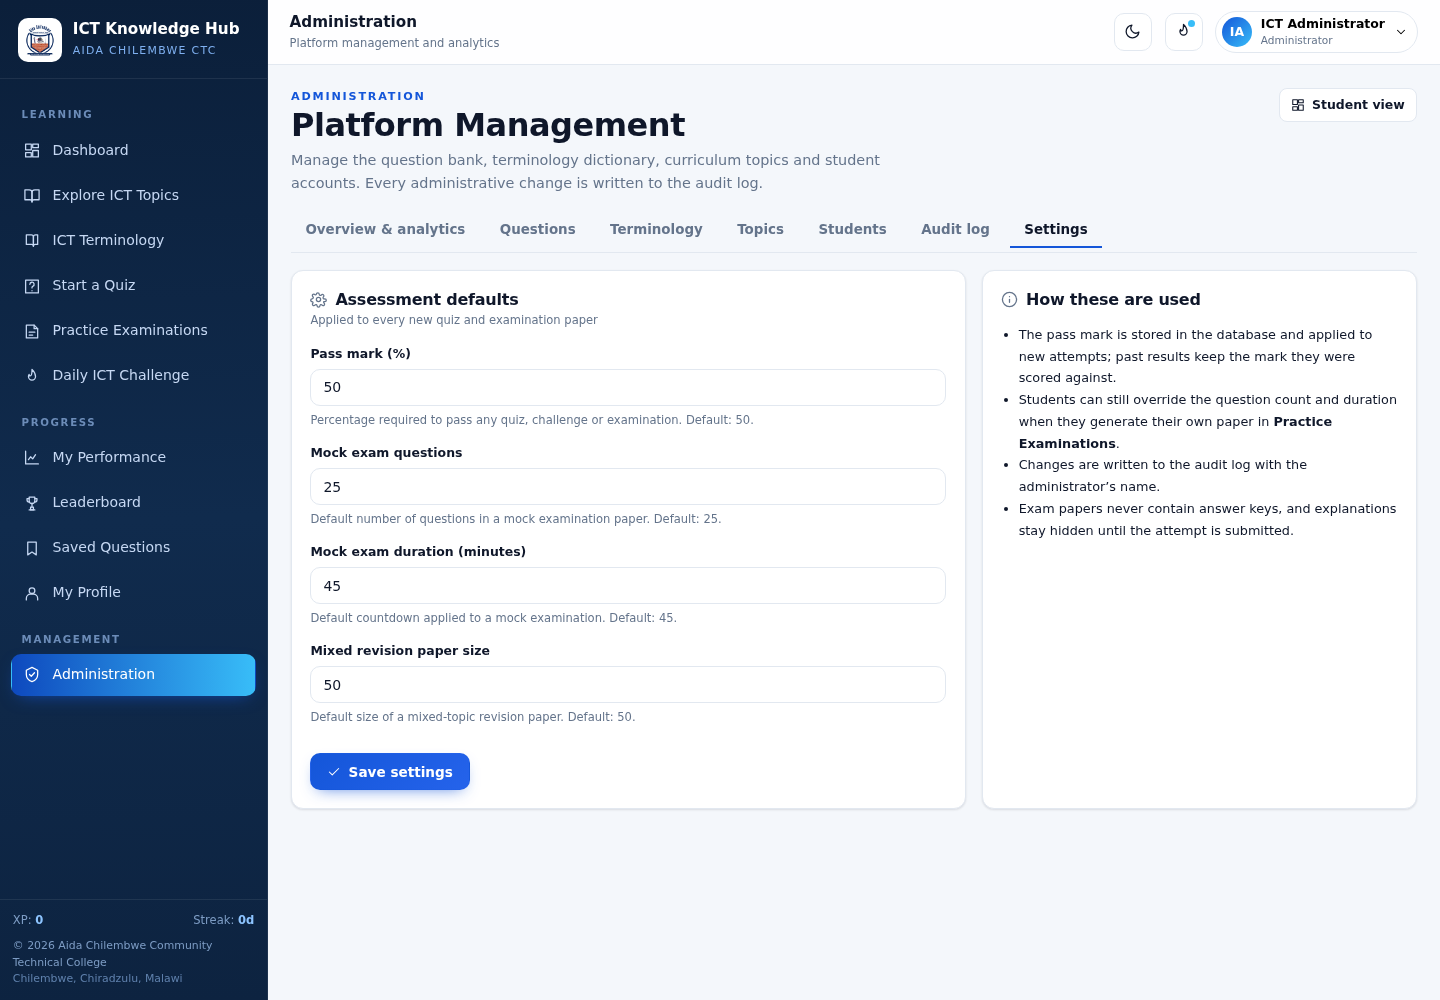 ICT Knowledge Hub
AIDA CHILEMBWE CTC
LEARNING
Dashboard
Explore ICT Topics
ICT Terminology
Start a Quiz
Practice Examinations
Daily ICT Challenge
PROGRESS
My Performance
Leaderboard
Saved Questions
My Profile
MANAGEMENT
Administration
XP: 0
Streak: 0d
© 2026 Aida Chilembwe Community
Technical College
Chilembwe, Chiradzulu, Malawi
Administration
Platform management and analytics
IA
ICT Administrator
Administrator
ADMINISTRATION
Platform Management
Manage the question bank, terminology dictionary, curriculum topics and student
accounts. Every administrative change is written to the audit log.
Student view
Overview & analytics
Questions
Terminology
Topics
Students
Audit log
Settings
Assessment defaults
Applied to every new quiz and examination paper
Pass mark (%)
50
Percentage required to pass any quiz, challenge or examination. Default: 50.
Mock exam questions
25
Default number of questions in a mock examination paper. Default: 25.
Mock exam duration (minutes)
45
Default countdown applied to a mock examination. Default: 45.
Mixed revision paper size
50
Default size of a mixed-topic revision paper. Default: 50.
Save settings
How these are used
• The pass mark is stored in the database and applied to
new attempts; past results keep the mark they were
scored against.
• Students can still override the question count and duration
when they generate their own paper in Practice
Examinations.
• Changes are written to the audit log with the
administrator’s name.
• Exam papers never contain answer keys, and explanations
stay hidden until the attempt is submitted.